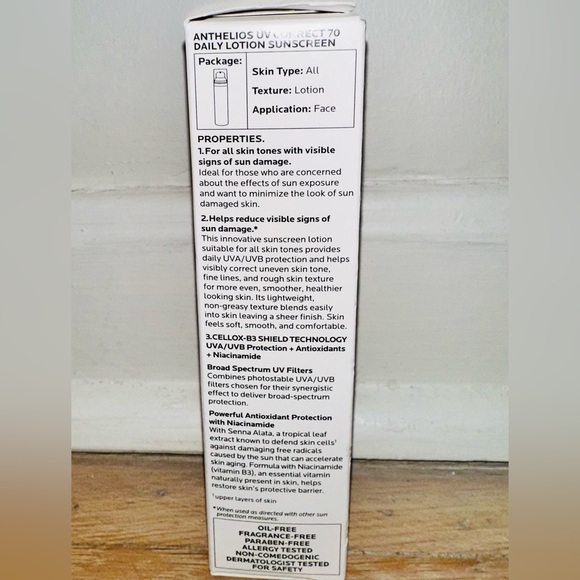 ANTHELIOS UV CORRECT 70
DAILY LOTION SUNSCREEN
Package:
Skin Type: All
Texture: Lotion
Application: Face
PROPERTIES.
1.For all skin tones with visible
signs of sun damage.
Ideal for those who are concerned
about the effects of sun exposure
and want to minimize the look of sun
damaged skin.
2.Helps reduce visible signs of
sun damage.*
This innovative sunscreen lotion
suitable for all skin tones provides
daily UVA/UVB protection and helps
visibly correct uneven skin tone,
fine lines, and rough skin texture
for more even, smoother, healthier
looking skin. Its lightweight,
non-greasy texture blends easily
into skin leaving a sheer finish. Skin
feels soft, smooth, and comfortable.
3.CELLOX-B3 SHIELD TECHNOLOGY
UVA/UVB Protection + Antioxidants
+ Niacinamide
Broad Spectrum UV Filters
Combines photostable UVA/UVB
filters chosen for their synergistic
effect to deliver broad-spectrum
protection.
Powerful Antioxidant Protection
with Niacinamide
With Senna Alata, a tropical leaf
extract known to defend skin cells†
against damaging free radicals
caused by the sun that can accelerate
skin aging. Formula with Niacinamide
(vitamin B3), an essential vitamin
naturally present in skin, helps
restore skin's protective barrier.
†upper layers of skin
*When used as directed with other sun
protection measures.
OIL-FREE
FRAGRANCE-FREE
PARABEN-FREE
ALLERGY TESTED
NON-COMEDOGENIC
DERMATOLOGIST TESTED
FOR SAFETY